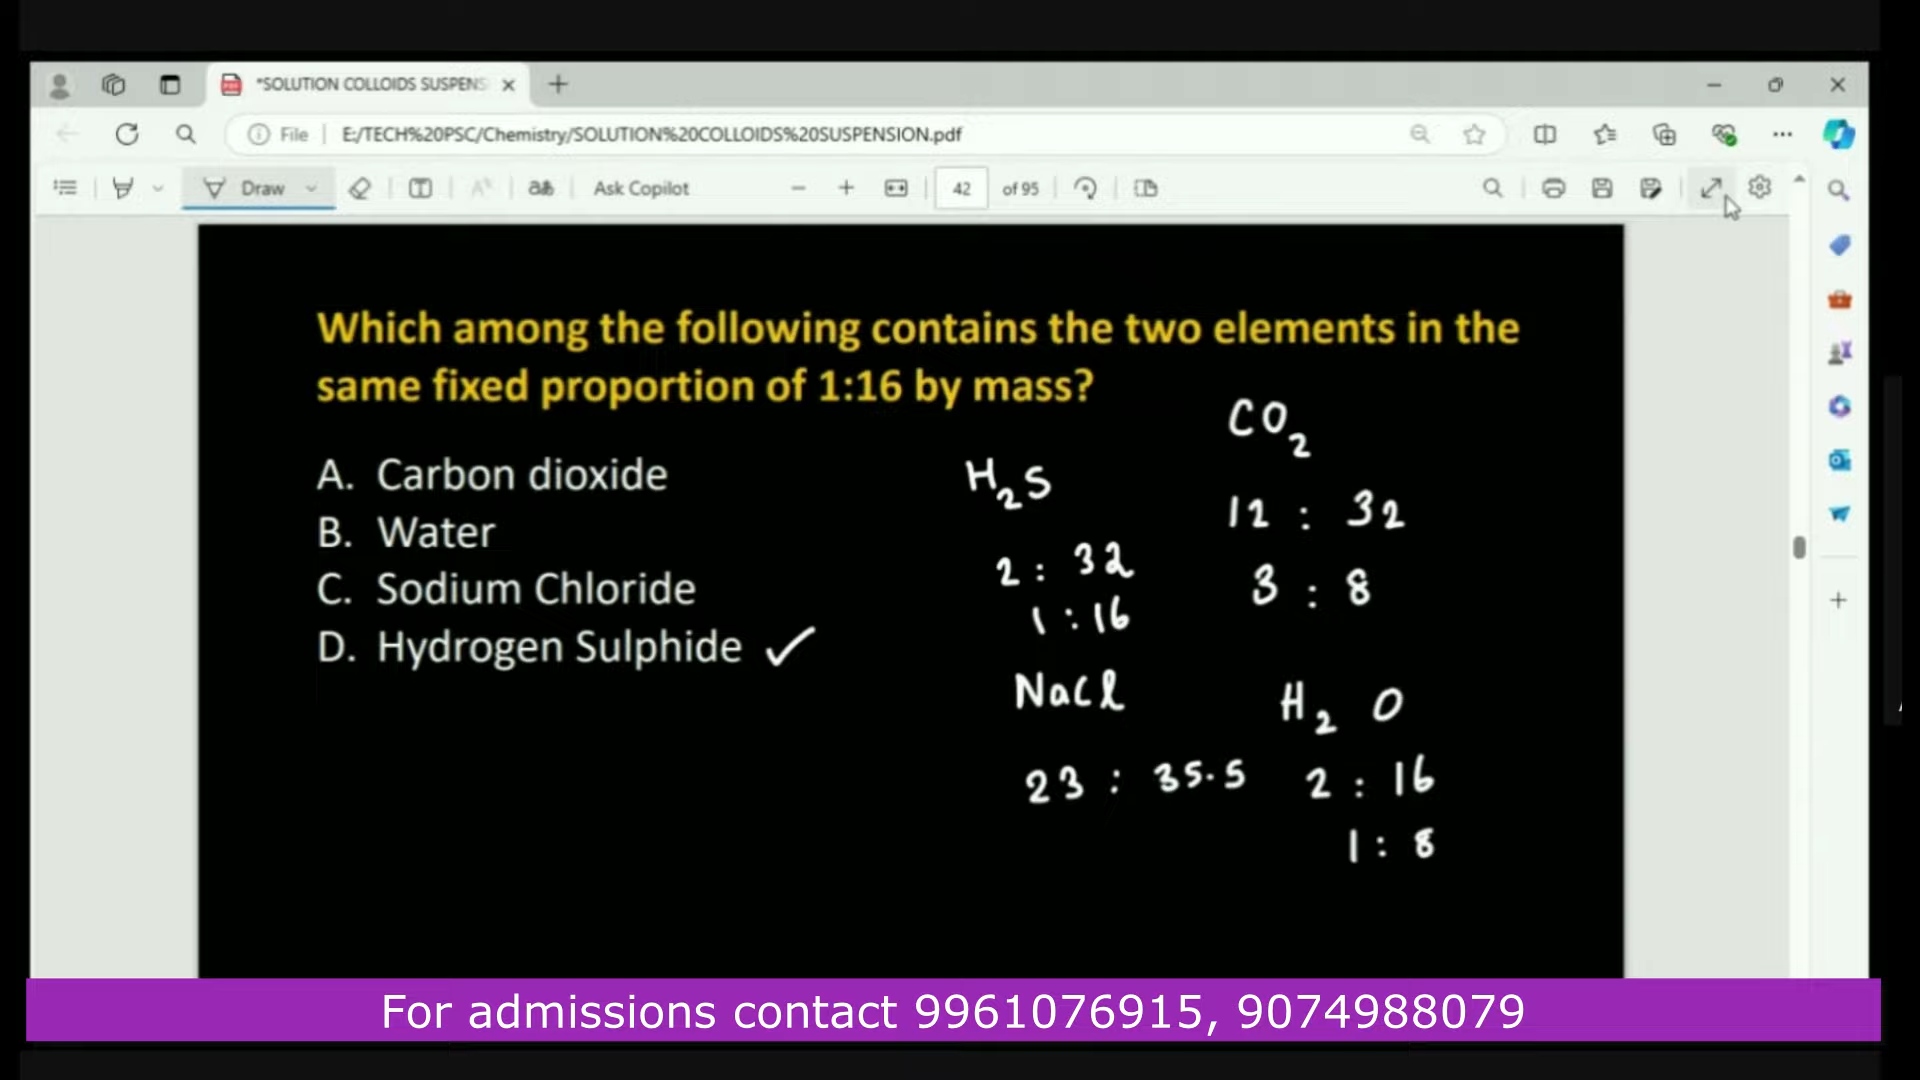 *SOLUTION COLLOIDS SUSPENS
File E:/TECH%20PSC/Chemistry/SOLUTION%20COLLOIDS%20SUSPENSION.pdf
Draw Ask Copilot 42 of 95
Which among the following contains the two elements in the
same fixed proportion of 1:16 by mass?
A. Carbon dioxide
B. Water
C. Sodium Chloride
D. Hydrogen Sulphide ✓
H2S
2 : 32
1 : 16
CO2
12 : 32
3 : 8
NaCl
23 : 35.5
H2 O
2 : 16
1 : 8
For admissions contact 9961076915, 9074988079